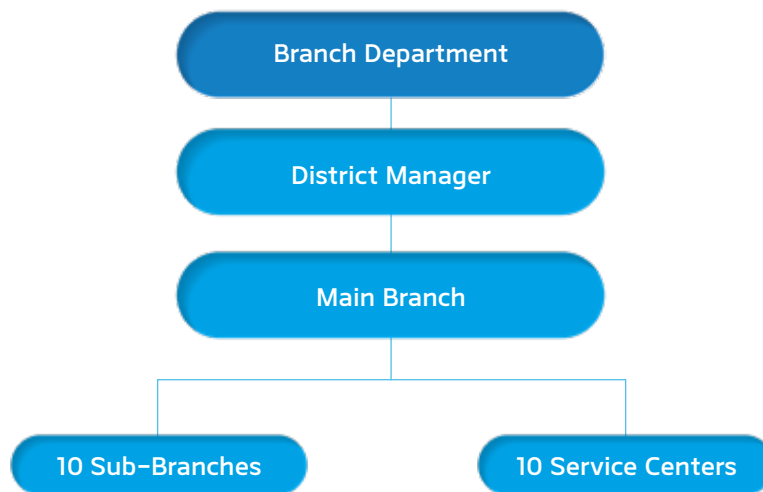 Branch Department
District Manager
Main Branch
10 Sub-Branches
10 Service Centers